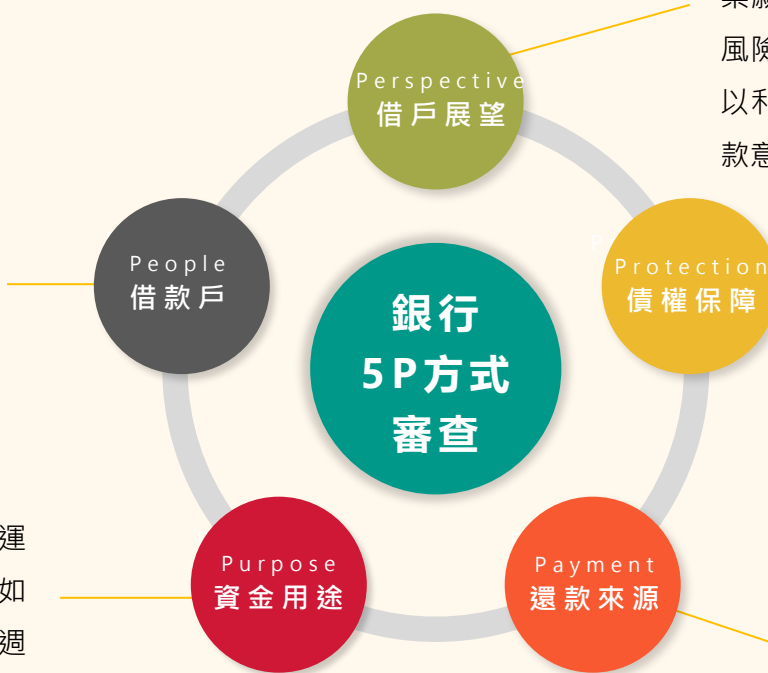 Perspective
借戶展望
風險
以利
款意
People
借款戶
Protection
債權保障
銀行
5P方式
審查
運
如
週
Purpose
資金用途
Payment
還款來源